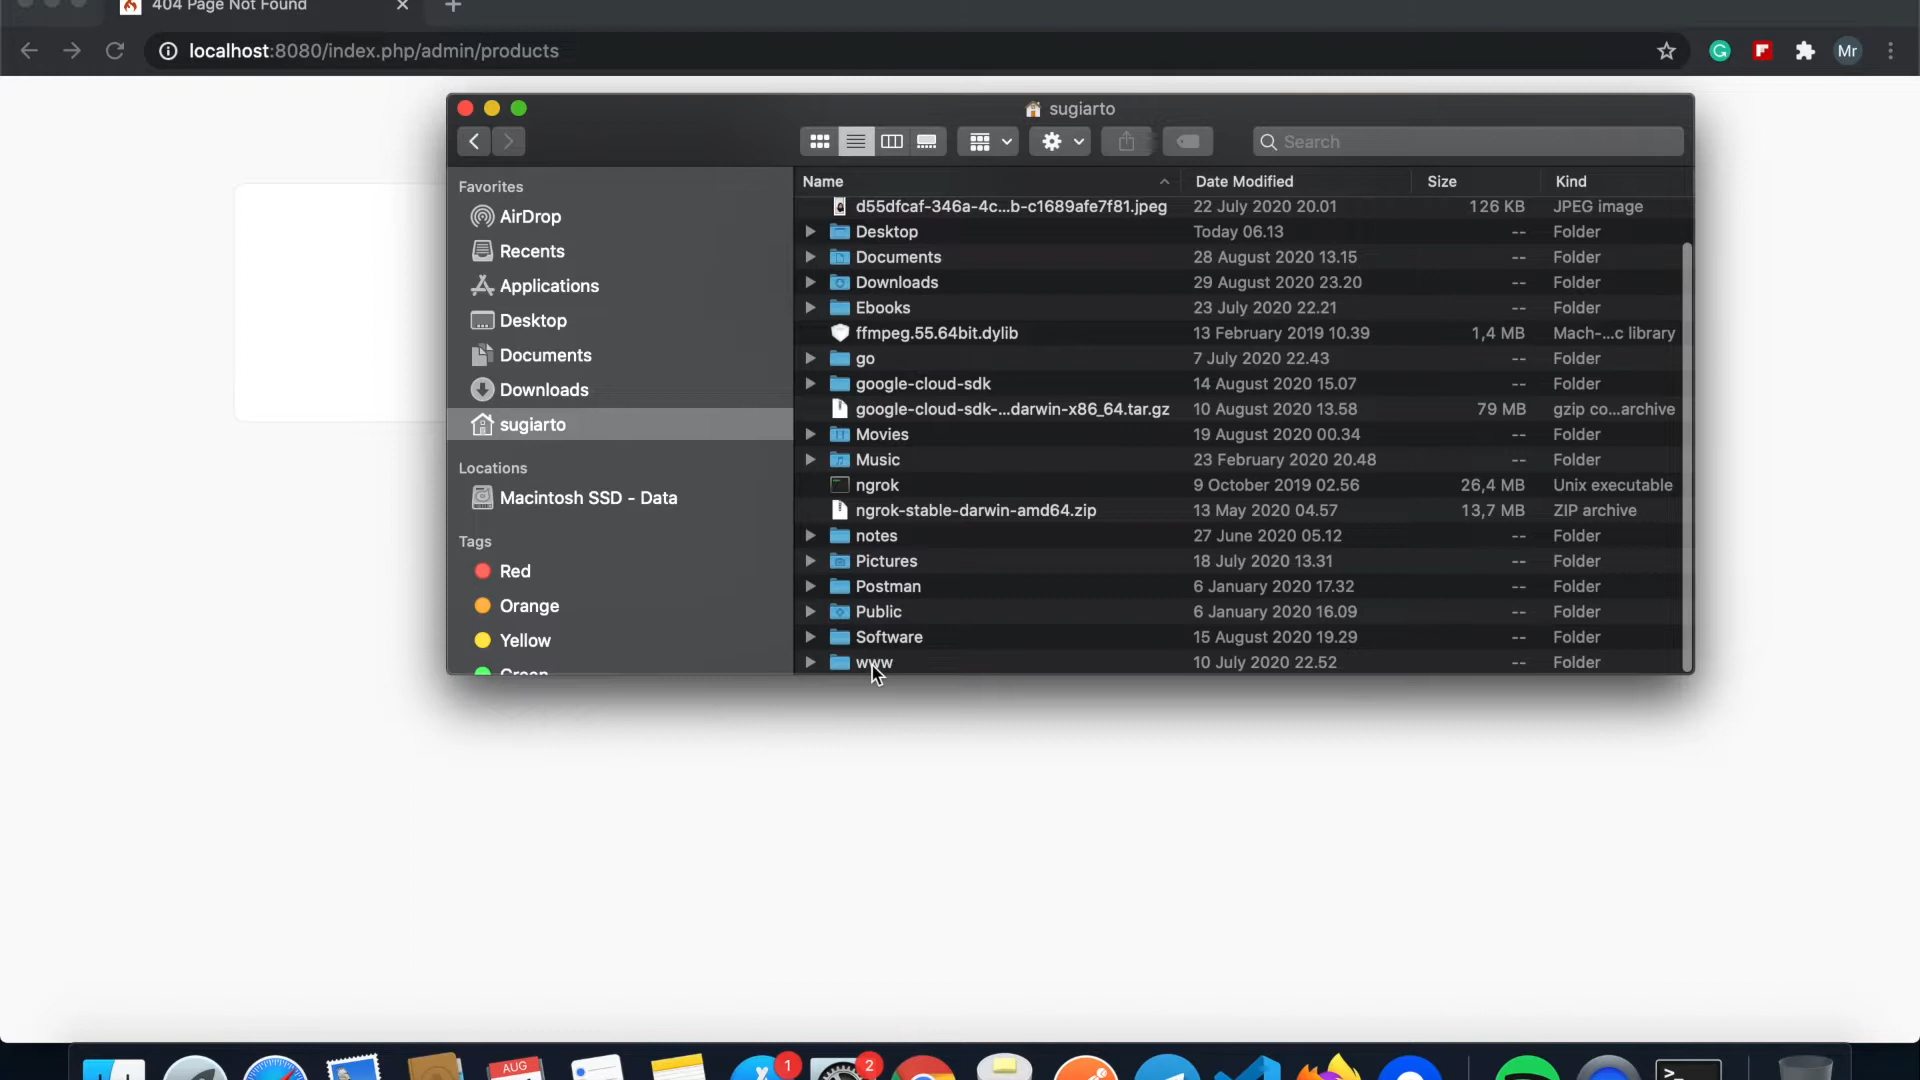 404 Page Not Found
localhost:8080/index.php/admin/products
Mr
sugiarto
Search
Favorites
AirDrop
Recents
Applications
Desktop
Documents
Downloads
sugiarto
Locations
Macintosh SSD - Data
Tags
Red
Orange
Yellow
Green
Name Date Modified Size Kind
d55dfcaf-346a-4c...b-c1689afe7f81.jpeg 22 July 2020 20.01 126 KB JPEG image
Desktop Today 06.13 -- Folder
Documents 28 August 2020 13.15 -- Folder
Downloads 29 August 2020 23.20 -- Folder
Ebooks 23 July 2020 22.21 -- Folder
ffmpeg.55.64bit.dylib 13 February 2019 10.39 1,4 MB Mach-...c library
go 7 July 2020 22.43 -- Folder
google-cloud-sdk 14 August 2020 15.07 -- Folder
google-cloud-sdk-...darwin-x86_64.tar.gz 10 August 2020 13.58 79 MB gzip co...archive
Movies 19 August 2020 00.34 -- Folder
Music 23 February 2020 20.48 -- Folder
ngrok 9 October 2019 02.56 26,4 MB Unix executable
ngrok-stable-darwin-amd64.zip 13 May 2020 04.57 13,7 MB ZIP archive
notes 27 June 2020 05.12 -- Folder
Pictures 18 July 2020 13.31 -- Folder
Postman 6 January 2020 17.32 -- Folder
Public 6 January 2020 16.09 -- Folder
Software 15 August 2020 19.29 -- Folder
www 10 July 2020 22.52 -- Folder
AUG
1
2